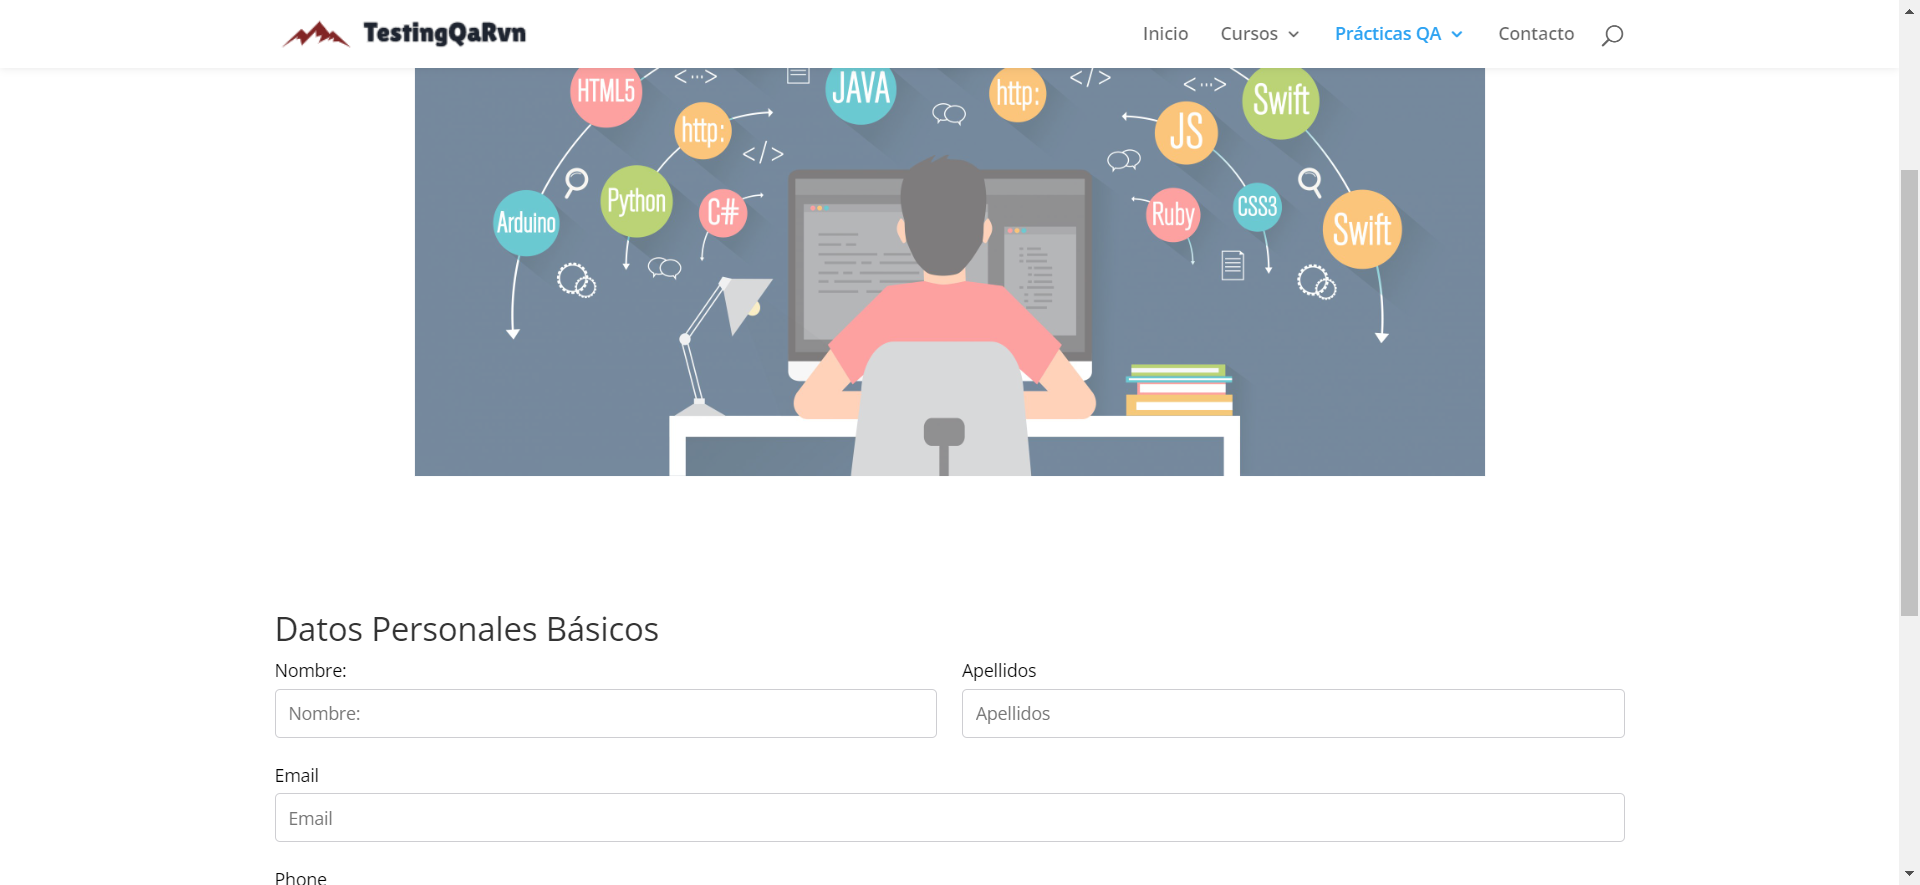 TestingQaRvn
Inicio Cursos Prácticas QA Contacto
HTML5 <···> JAVA http: </> <···> Swift
http: </> JS
Arduino Python C# Ruby CSS3 Swift
Datos Personales Básicos
Nombre: Apellidos
Nombre: Apellidos
Email
Email
Phone